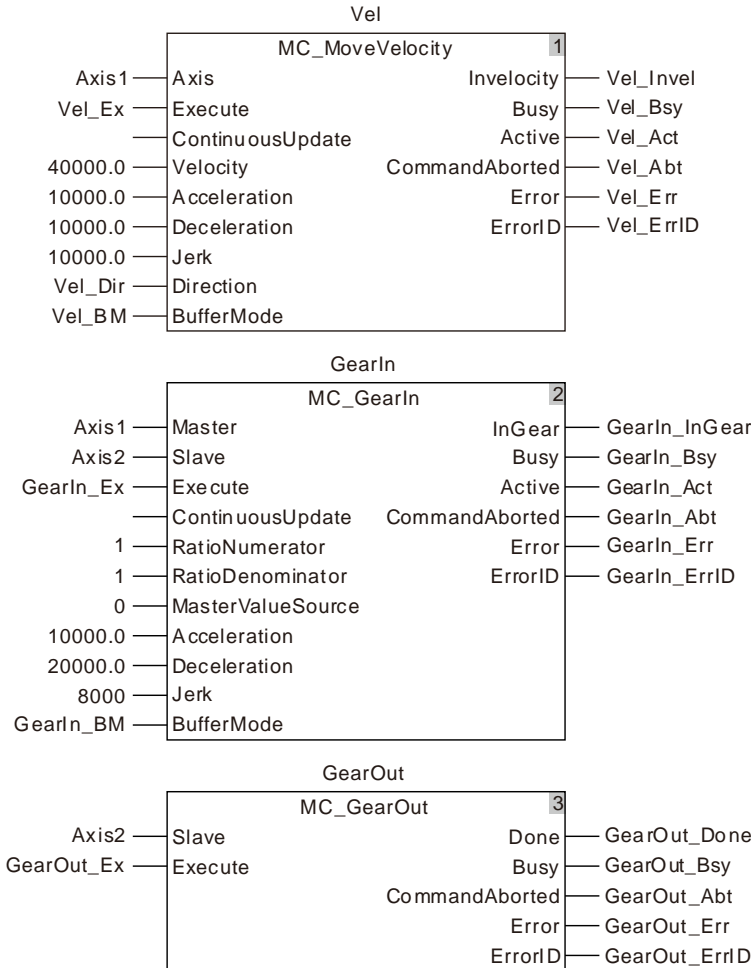 Vel
MC_MoveVelocity 1
Axis1 Axis Invelocity Vel_Invel
Vel_Ex Execute Busy Vel_Bsy
ContinuousUpdate Active Vel_Act
40000.0 Velocity CommandAborted Vel_Abt
10000.0 Acceleration Error Vel_Err
10000.0 Deceleration ErrorID Vel_ErrID
10000.0 Jerk
Vel_Dir Direction
Vel_BM BufferMode
GearIn
MC_GearIn 2
Axis1 Master InGear GearIn_InGear
Axis2 Slave Busy GearIn_Bsy
GearIn_Ex Execute Active GearIn_Act
ContinuousUpdate CommandAborted GearIn_Abt
1 RatioNumerator Error GearIn_Err
1 RatioDenominator ErrorID GearIn_ErrID
0 MasterValueSource
10000.0 Acceleration
20000.0 Deceleration
8000 Jerk
GearIn_BM BufferMode
GearOut
MC_GearOut 3
Axis2 Slave Done GearOut_Done
GearOut_Ex Execute Busy GearOut_Bsy
CommandAborted GearOut_Abt
Error GearOut_Err
ErrorID GearOut_ErrID